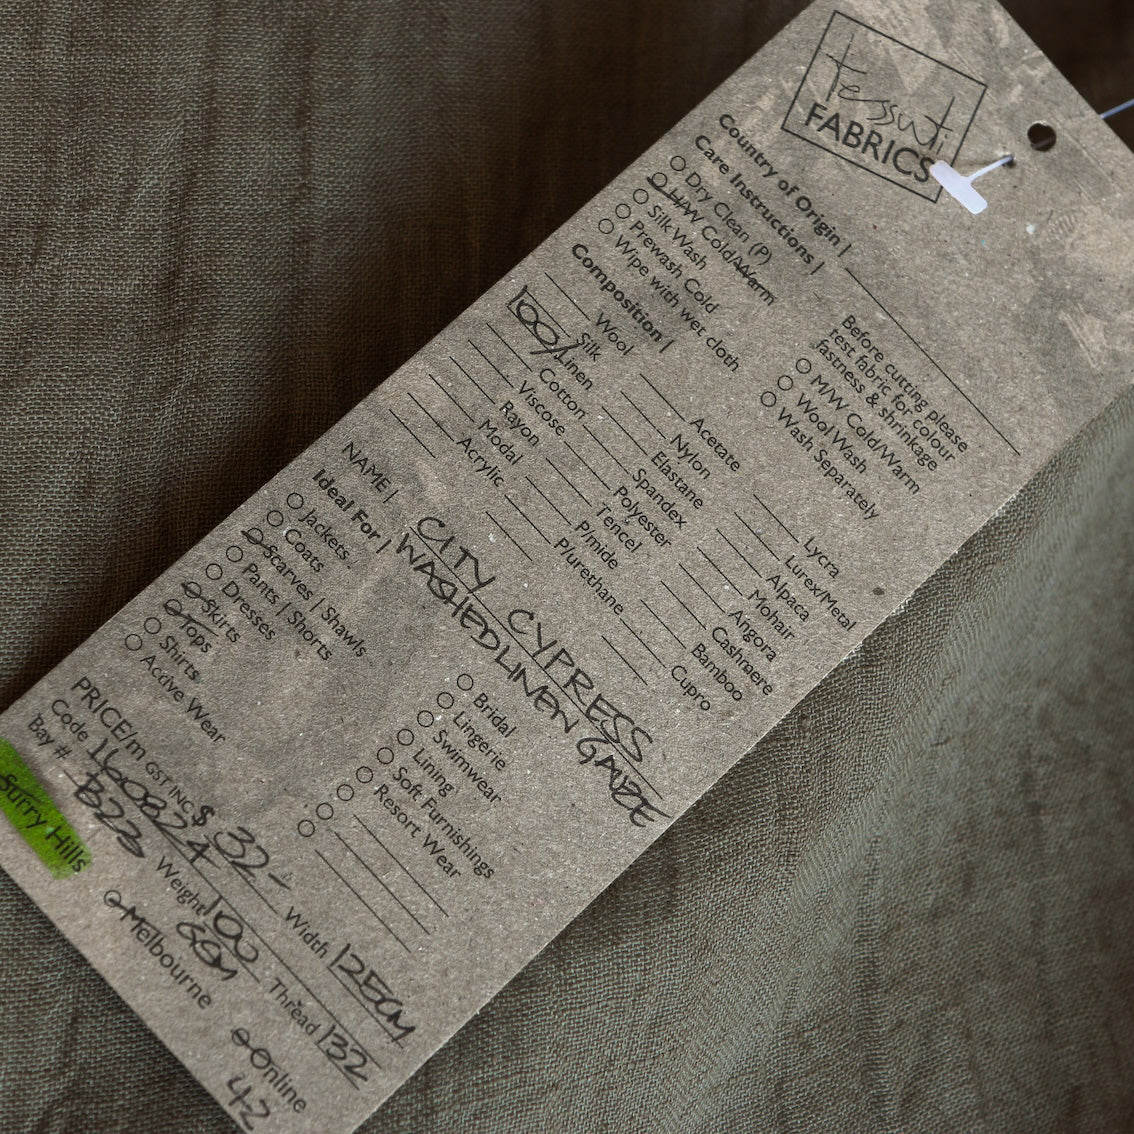 tessuti
FABRICS
Country of Origin |
Care Instructions |
Dry Clean (P)
H/W Cold/Warm
Silk Wash
Prewash Cold
Wipe with wet cloth
Before cutting please
test fabric for colour
fastness & shrinkage
M/W Cold/Warm
Wool Wash
Wash Separately
Composition |
Wool
Silk
100% Linen
Cotton
Viscose
Rayon
Modal
Acrylic
Acetate
Nylon
Elastane
Spandex
Polyester
Tencel
P/mide
P/urethane
Lycra
Lurex/Metal
Alpaca
Mohair
Angora
Cashmere
Bamboo
Cupro
NAME | CITY CYPRESS
WASHED LINEN GAUZE
Ideal For |
Jackets
Coats
Scarves | Shawls
Pants | Shorts
Dresses
Skirts
Tops
Shirts
Active Wear
Bridal
Lingerie
Swimwear
Lining
Soft Furnishings
Resort Wear
PRICE/m GST INC $ 32-
Code 1160824 Width 125CM
Bay # B23 Weight 100 GSM Thread 132
Surry Hills
Melbourne
Online
42